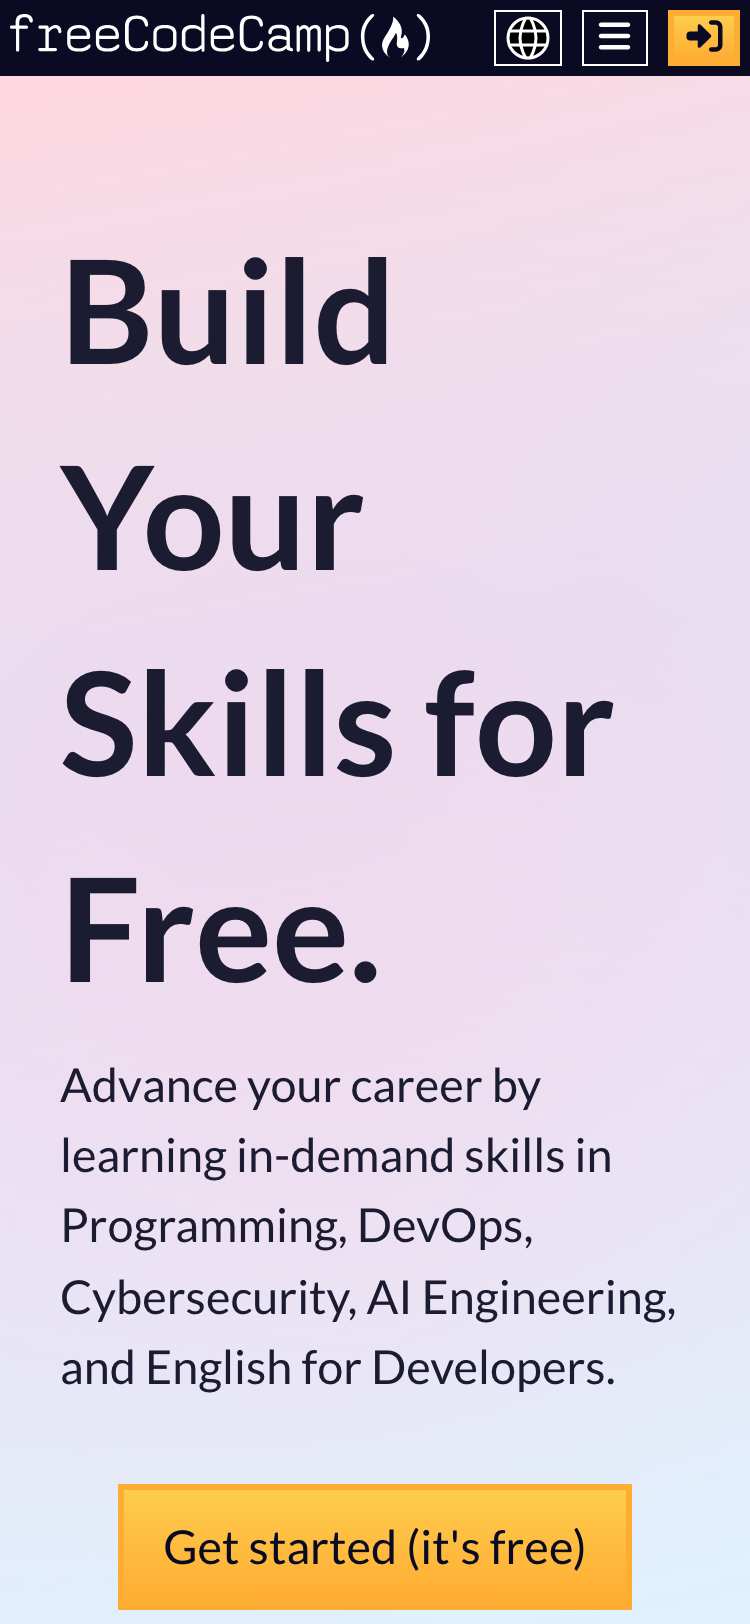 freeCodeCamp(🔥)
Build
Your
Skills for
Free.
Advance your career by
learning in-demand skills in
Programming, DevOps,
Cybersecurity, AI Engineering,
and English for Developers.
Get started (it's free)